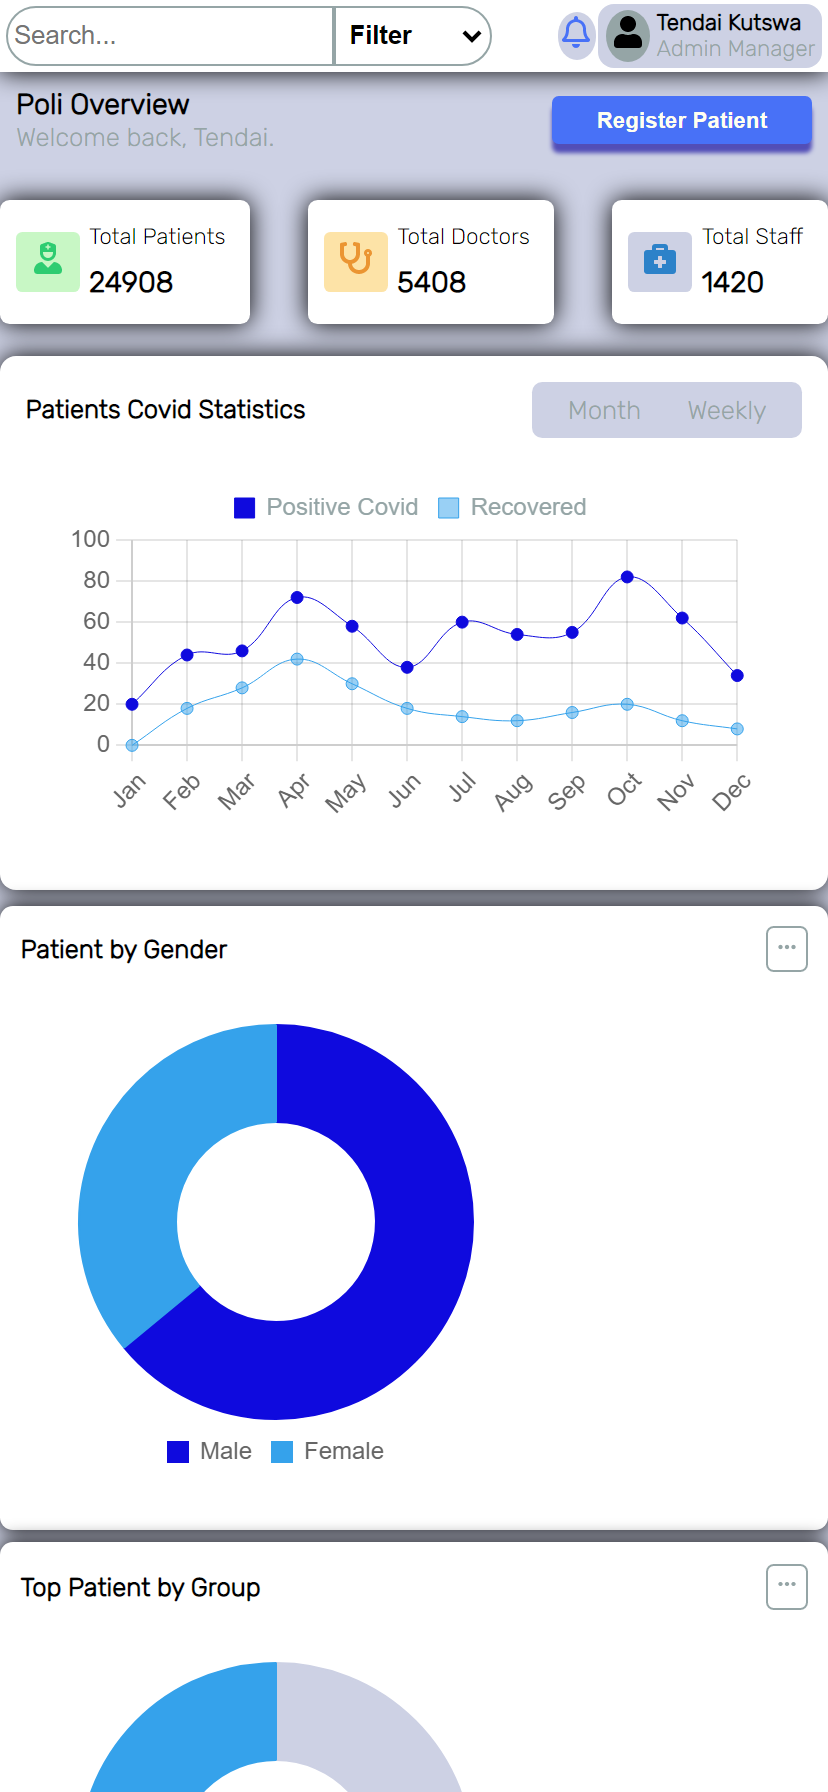 Search...
Filter
Tendai Kutswa
Admin Manager
Poli Overview
Welcome back, Tendai.
Register Patient
Total Patients
24908
Total Doctors
5408
Total Staff
1420
Patients Covid Statistics
Month Weekly
Positive Covid Recovered
100
80
60
40
20
0
Jan Feb Mar Apr May Jun Jul Aug Sep Oct Nov Dec
Patient by Gender
...
Male Female
Top Patient by Group
...